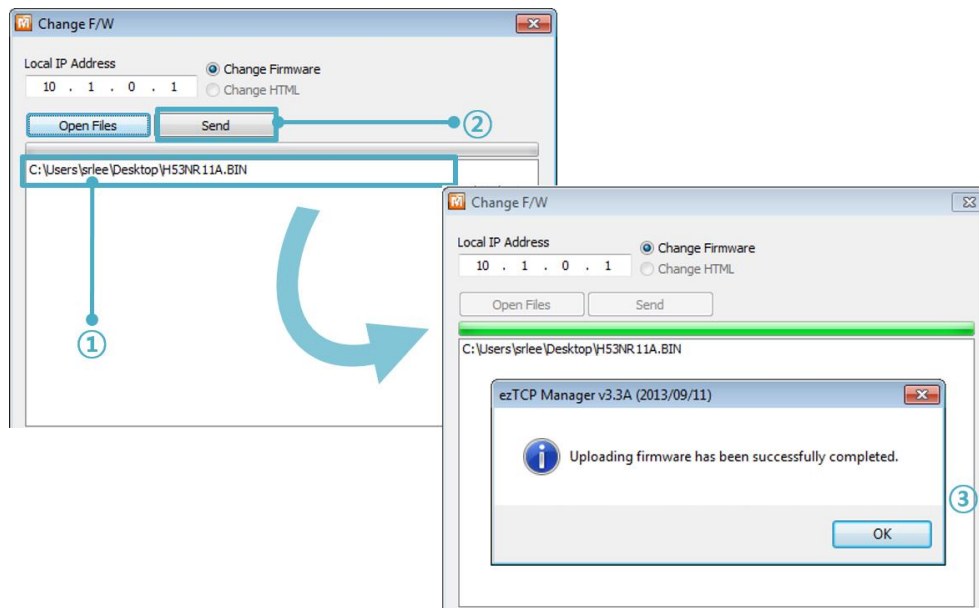 Change F/W
Local IP Address
10 . 1 . 0 . 1
Change Firmware
Change HTML
Open Files
Send
②
C:\Users\srlee\Desktop\H53NR11A.BIN
①
Change F/W
Local IP Address
10 . 1 . 0 . 1
Change Firmware
Change HTML
Open Files
Send
C:\Users\srlee\Desktop\H53NR11A.BIN
ezTCP Manager v3.3A (2013/09/11)
Uploading firmware has been successfully completed.
③
OK